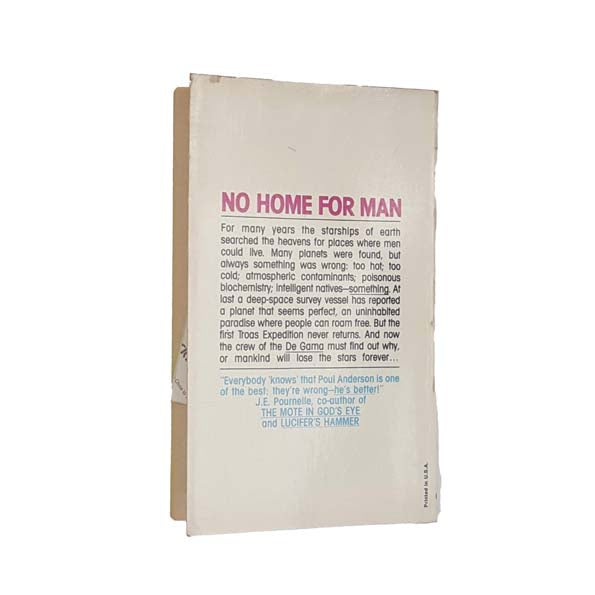 NO HOME FOR MAN
For many years the starships of earth
searched the heavens for places where men
could live. Many planets were found, but
always something was wrong: too hot; too
cold; atmospheric contaminants; poisonous
biochemistry; intelligent natives—something. At
last a deep-space survey vessel has reported
a planet that seems perfect, an uninhabited
paradise where people can roam free. But the
first Troas Expedition never returns. And now
the crew of the De Gama must find out why,
or mankind will lose the stars forever...
"Everybody 'knows' that Poul Anderson is one
of the best; they're wrong—he's better!"
J.E. Pournelle, co-author of
THE MOTE IN GOD'S EYE
and LUCIFER'S HAMMER
Printed in U.S.A.